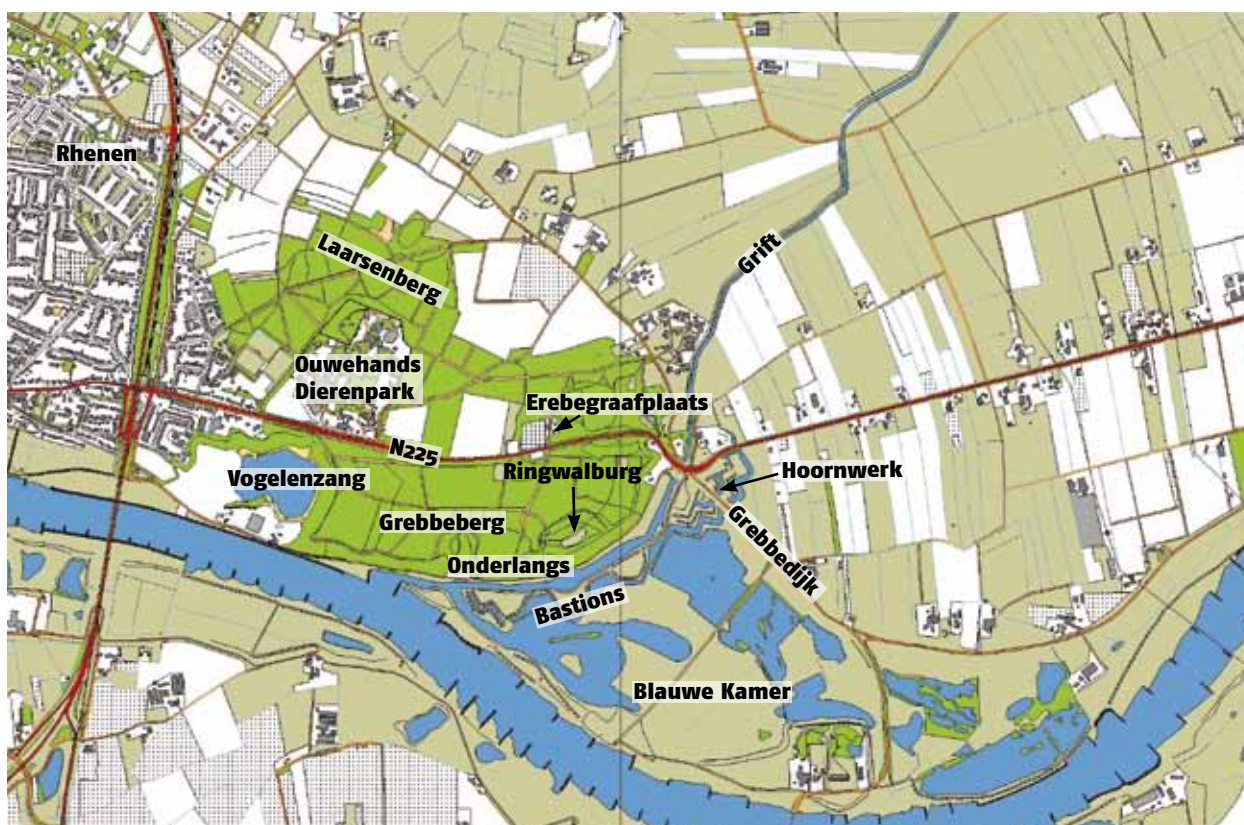 Rhenen
Laarsenberg
Grift
Ouwehands
Dierenpark
Erebegraafplaats
N225
Ringwalburg
Hoornwerk
Vogelenzang
Grebbeberg
Grebbedijk
Onderlangs
Bastions
Blauwe Kamer